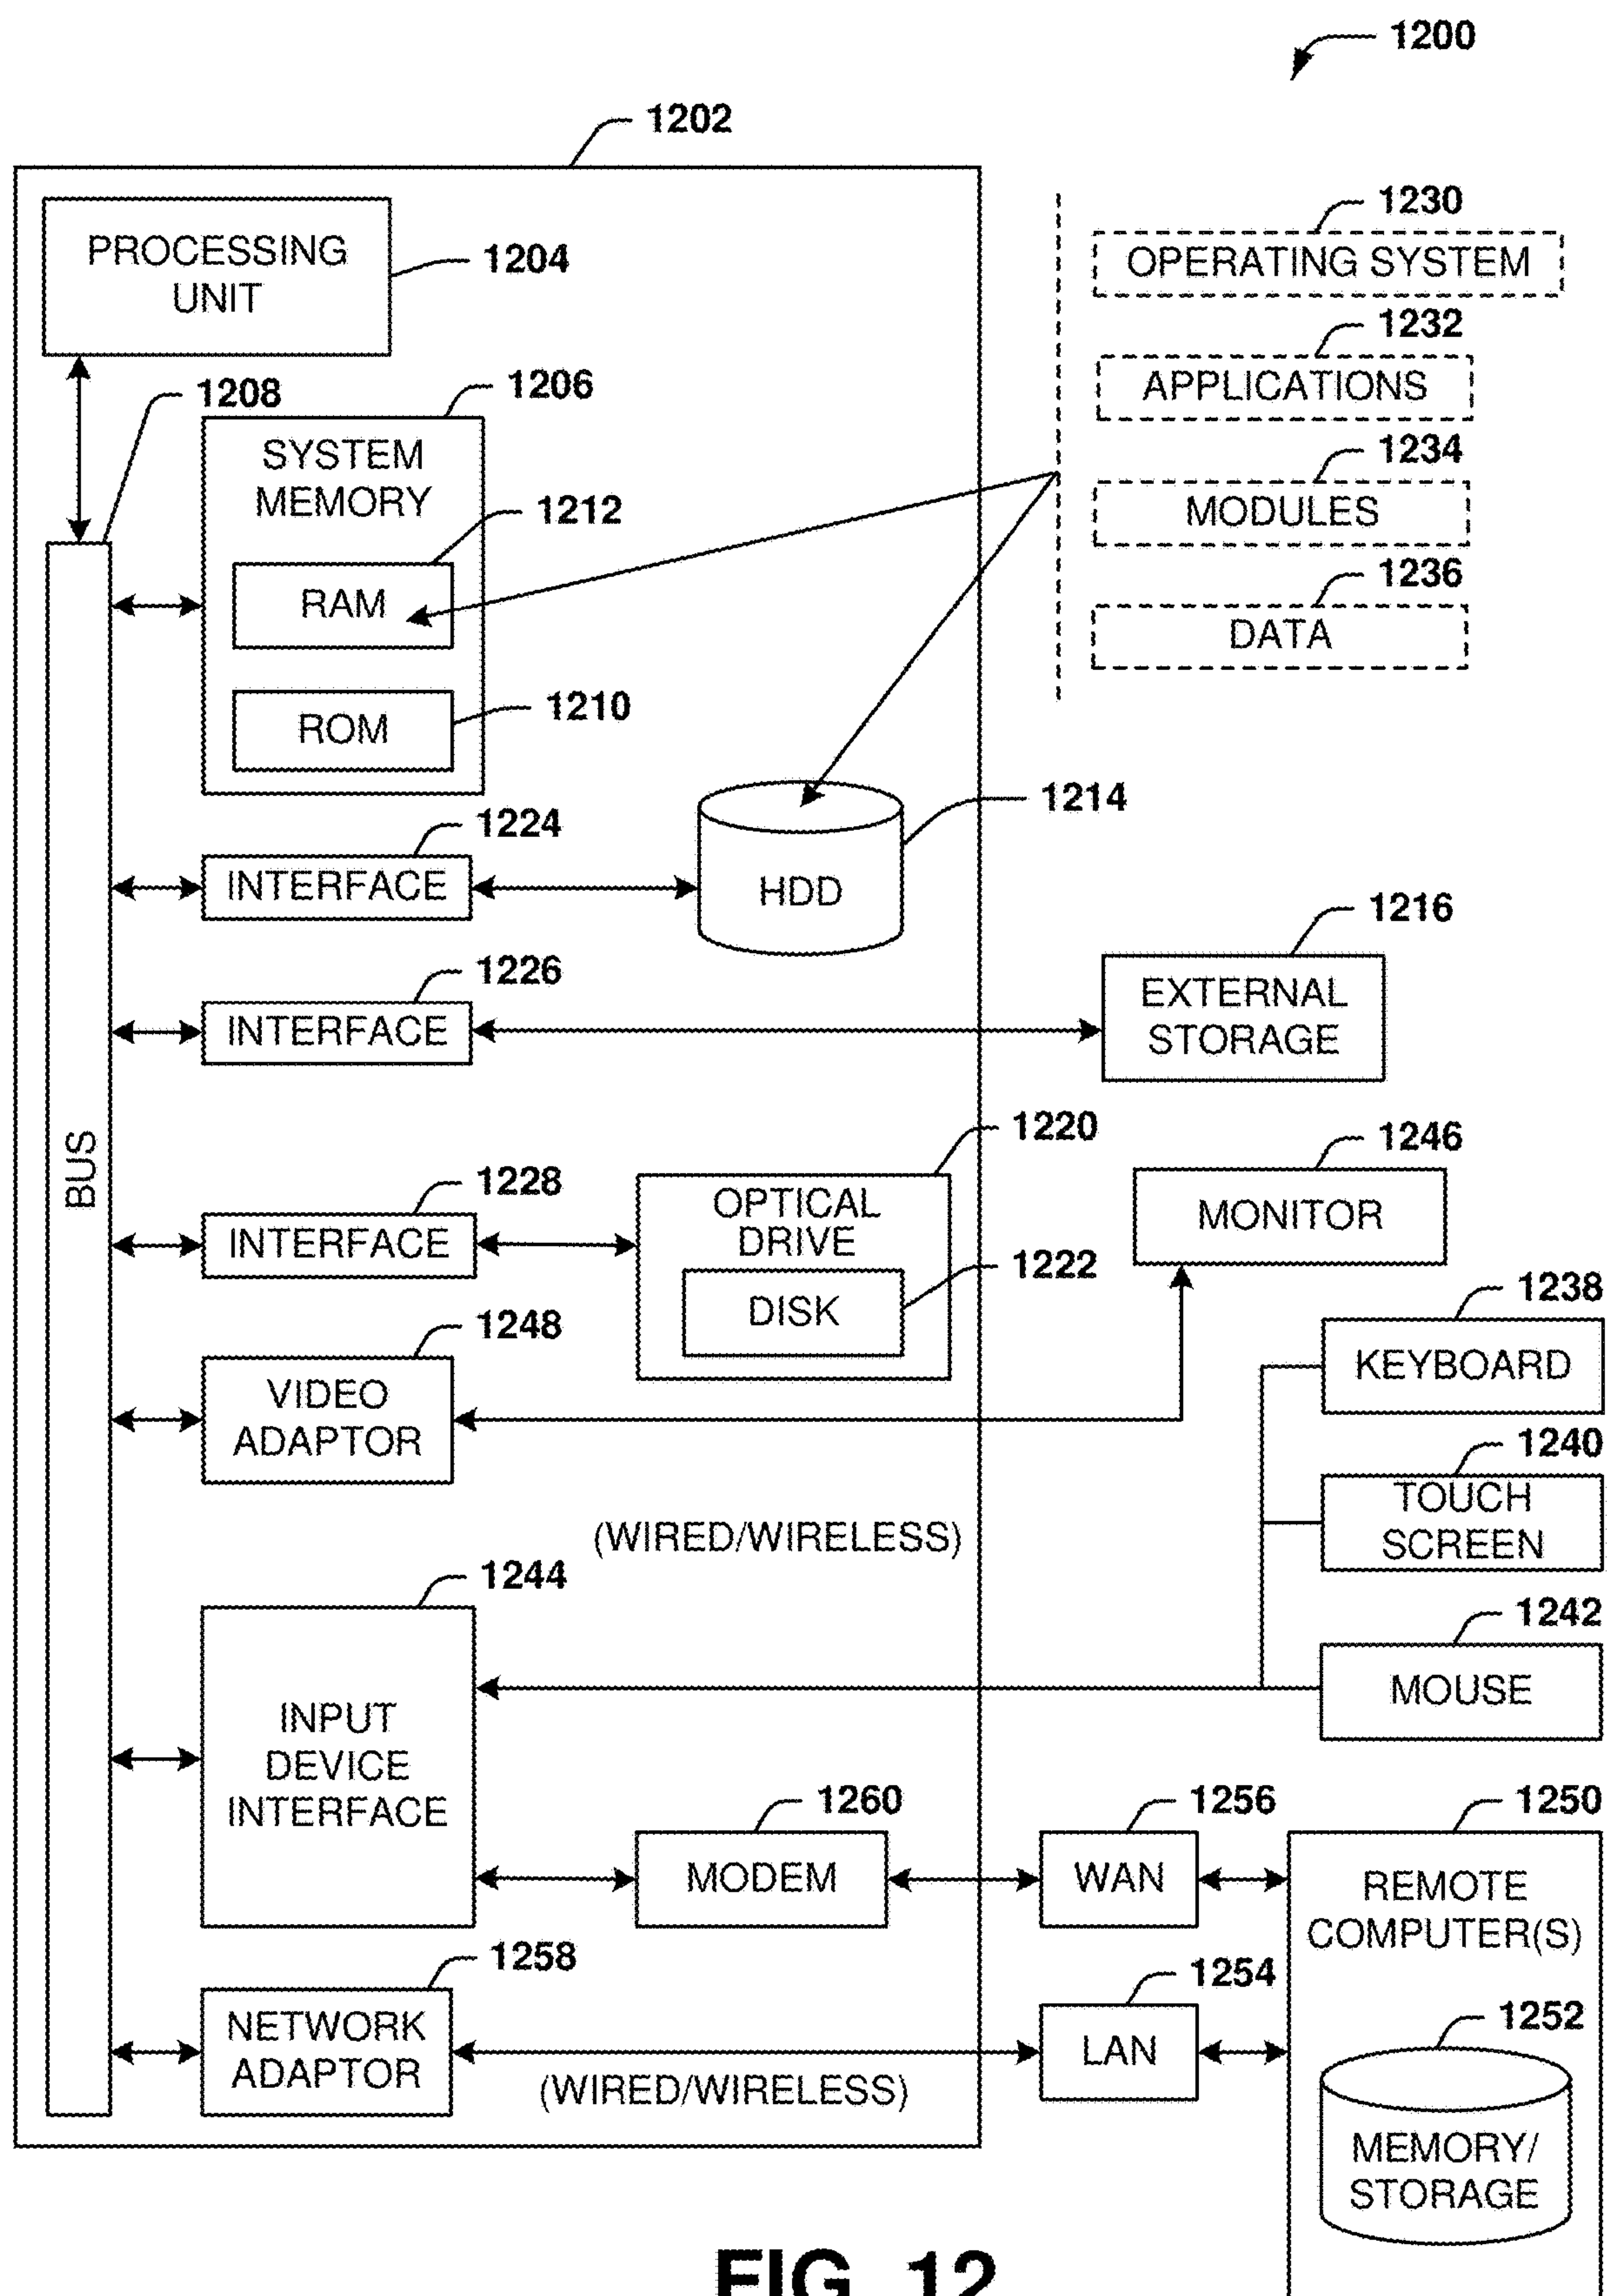 1200
1202
PROCESSING
UNIT
1204
1230
OPERATING SYSTEM
1232
APPLICATIONS
1234
MODULES
1236
DATA
1208
1206
SYSTEM
MEMORY
1212
RAM
1210
ROM
1214
HDD
1224
INTERFACE
1216
EXTERNAL
STORAGE
1226
INTERFACE
BUS
1220
OPTICAL
DRIVE
1222
DISK
1228
INTERFACE
1246
MONITOR
1248
VIDEO
ADAPTOR
1238
KEYBOARD
1240
TOUCH
SCREEN
(WIRED/WIRELESS)
1242
MOUSE
1244
INPUT
DEVICE
INTERFACE
1260
MODEM
1256
WAN
1250
REMOTE
COMPUTER(S)
1258
NETWORK
ADAPTOR
(WIRED/WIRELESS)
1254
LAN
1252
MEMORY/
STORAGE
FIG. 12